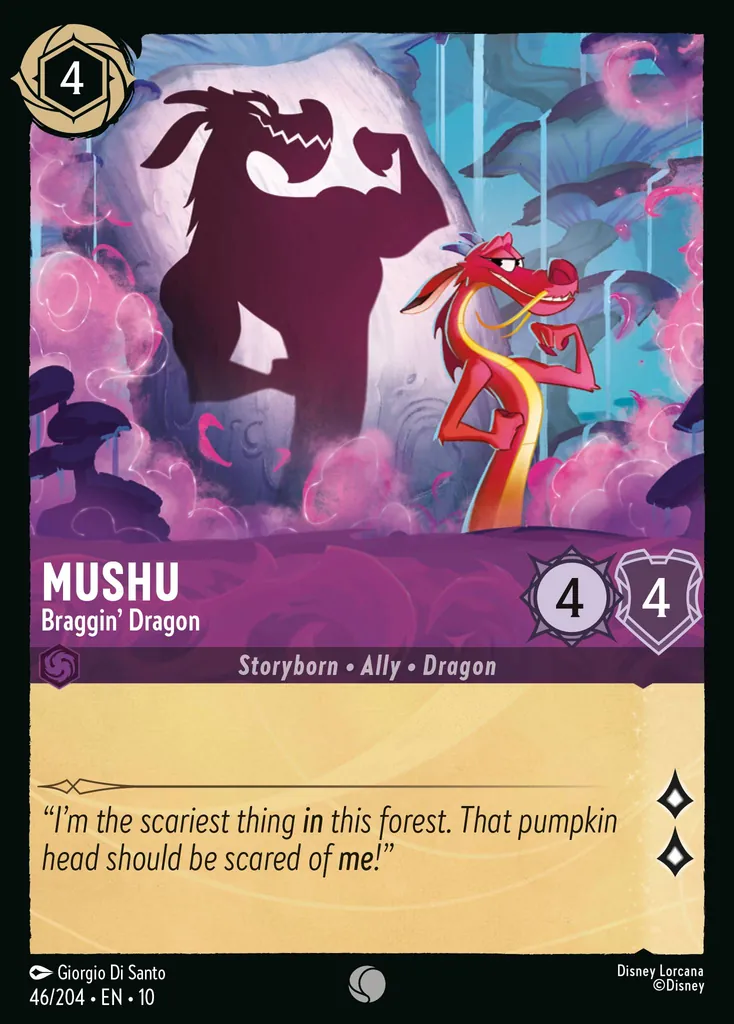 4
MUSHU
Braggin’ Dragon
4
4
Storyborn • Ally • Dragon
“I’m the scariest thing in this forest. That pumpkin
head should be scared of me!”
Giorgio Di Santo
46/204 • EN • 10
Disney Lorcana
©Disney